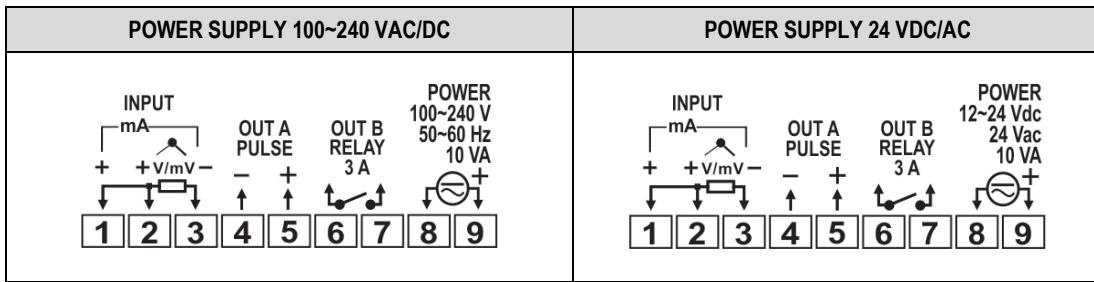 POWER SUPPLY 100~240 VAC/DC
INPUT
mA
+ + V/mV −
OUT A
PULSE
− +
OUT B
RELAY
3 A
POWER
100~240 V
50~60 Hz
10 VA
+
1 2 3 4 5 6 7 8 9
POWER SUPPLY 24 VDC/AC
INPUT
mA
+ + V/mV −
OUT A
PULSE
− +
OUT B
RELAY
3 A
POWER
12~24 Vdc
24 Vac
10 VA
+
1 2 3 4 5 6 7 8 9